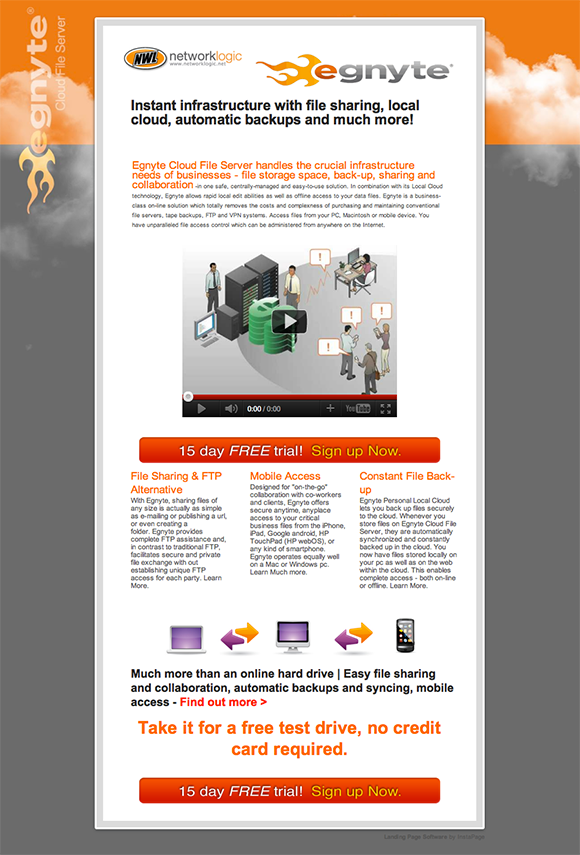 egnyte®
Cloud File Server
NWL networklogic
www.networklogic.net
egnyte®
Instant infrastructure with file sharing, local
cloud, automatic backups and much more!
Egnyte Cloud File Server handles the crucial infrastructure
needs of businesses - file storage space, back-up, sharing and
collaboration -in one safe, centrally-managed and easy-to-use solution. In combination with its Local Cloud
technology, Egnyte allows rapid local edit abilities as well as offline access to your data files. Egnyte is a business-
class on-line solution which totally removes the costs and complexness of purchasing and maintaining conventional
file servers, tape backups, FTP and VPN systems. Access files from your PC, Macintosh or mobile device. You
have unparalleled file access control which can be administered from anywhere on the Internet.
!
!
!
!
$
0:00 / 0:00
YouTube
15 day FREE trial! Sign up Now.
File Sharing & FTP
Alternative
With Egnyte, sharing files of
any size is actually as simple
as e-mailing or publishing a url,
or even creating a
folder. Egnyte provides
complete FTP assistance and,
in contrast to traditional FTP,
facilitates secure and private
file exchange with out
establishing unique FTP
access for each party. Learn
More.
Mobile Access
Designed for "on-the-go"
collaboration with co-workers
and clients, Egnyte offers
secure anytime, anyplace
access to your critical
business files from the iPhone,
iPad, Google android, HP
TouchPad (HP webOS), or
any kind of smartphone.
Egnyte operates equally well
on a Mac or Windows pc.
Learn Much more.
Constant File Back-
up
Egnyte Personal Local Cloud
lets you back up files securely
to the cloud. Whenever you
store files on Egnyte Cloud File
Server, they are automatically
synchronized and constantly
backed up in the cloud. You
now have files stored locally on
your pc as well as on the web
within the cloud. This enables
complete access - both on-line
or offline. Learn More.
Much more than an online hard drive | Easy file sharing
and collaboration, automatic backups and syncing, mobile
access - Find out more >
Take it for a free test drive, no credit
card required.
15 day FREE trial! Sign up Now.
Landing Page Software by InstaPage